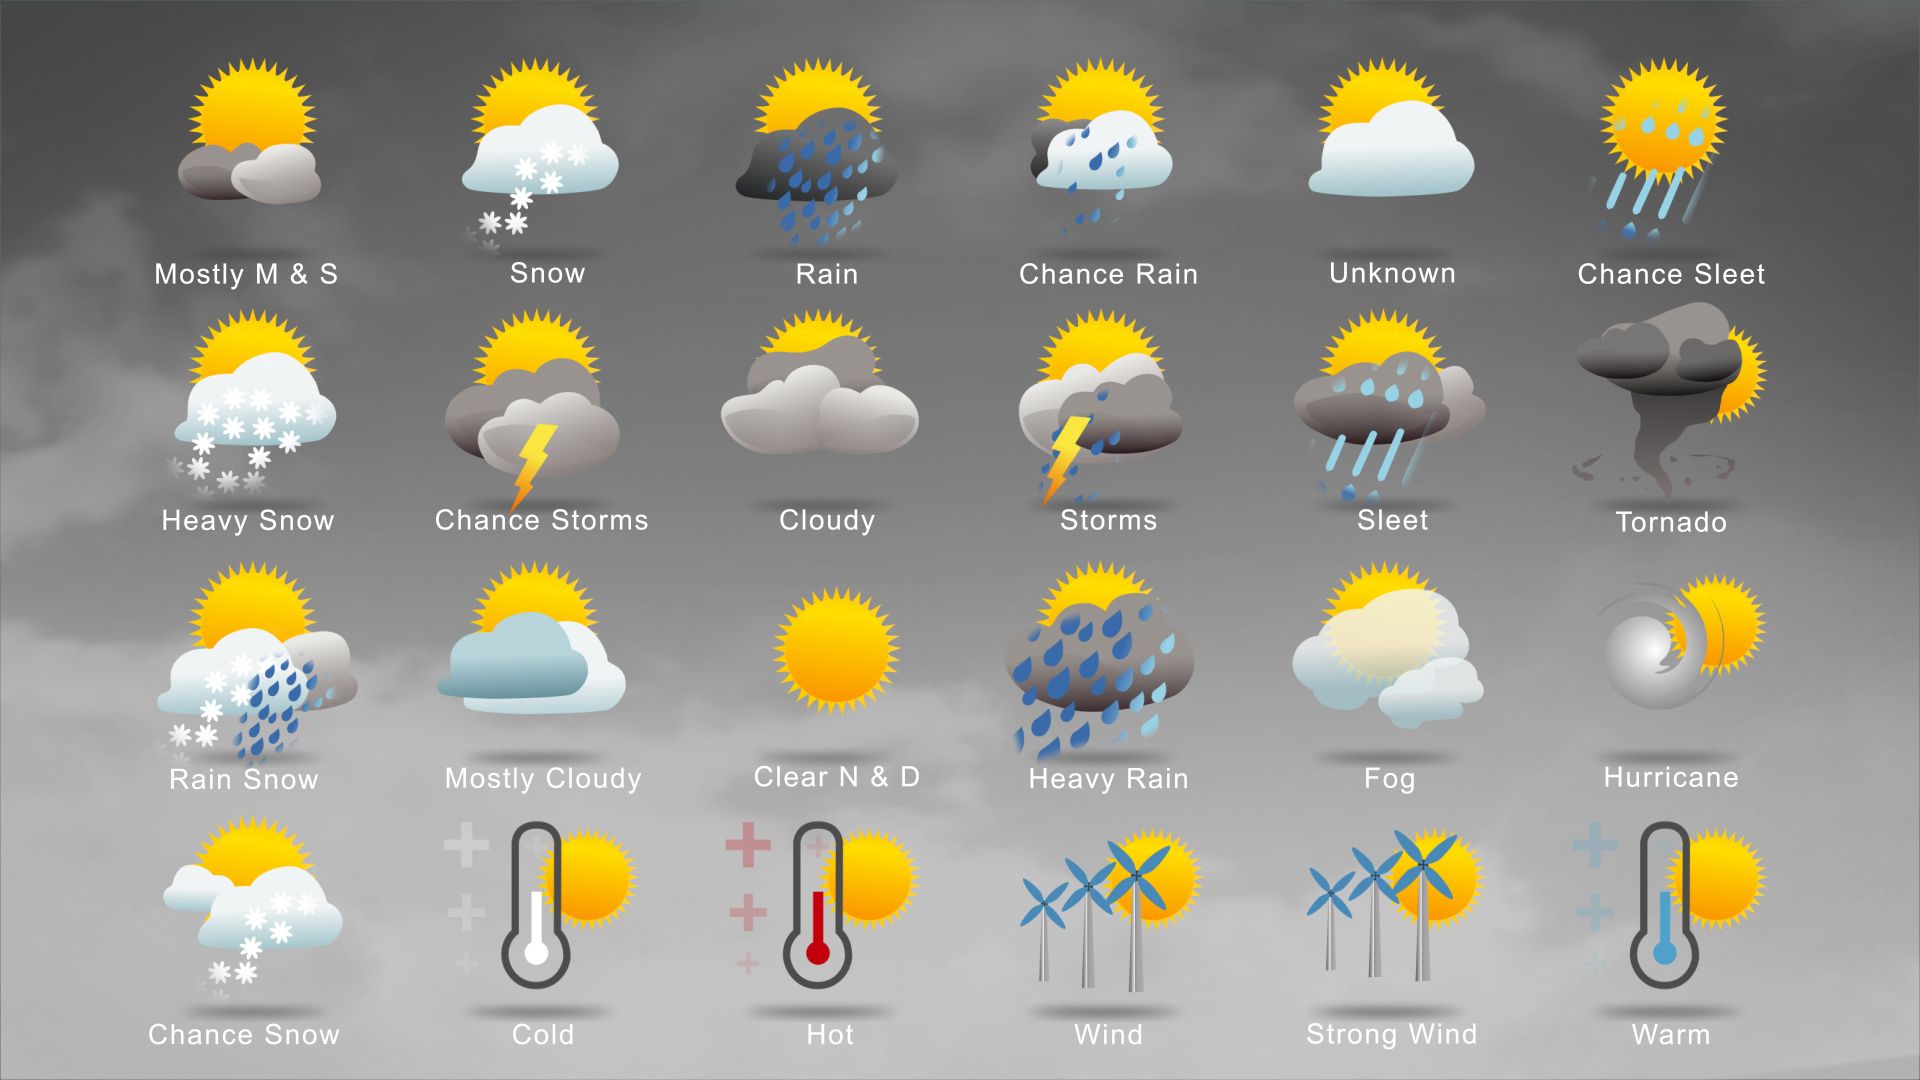 Mostly M & S
Snow
Rain
Chance Rain
Unknown
Chance Sleet
Heavy Snow
Chance Storms
Cloudy
Storms
Sleet
Tornado
Rain Snow
Mostly Cloudy
Clear N & D
Heavy Rain
Fog
Hurricane
Chance Snow
Cold
Hot
Wind
Strong Wind
Warm